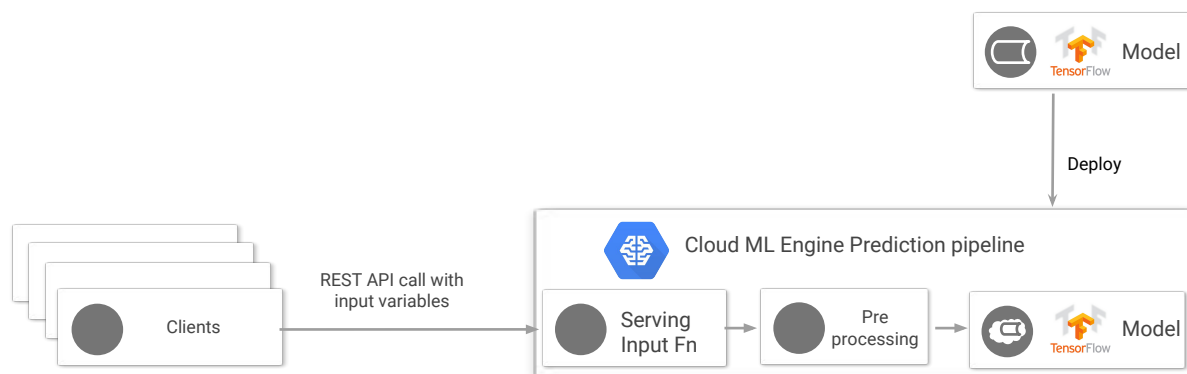 TensorFlow
Model
Deploy
Cloud ML Engine Prediction pipeline
REST API call with
input variables
Clients
Serving
Input Fn
Pre
processing
TensorFlow
Model